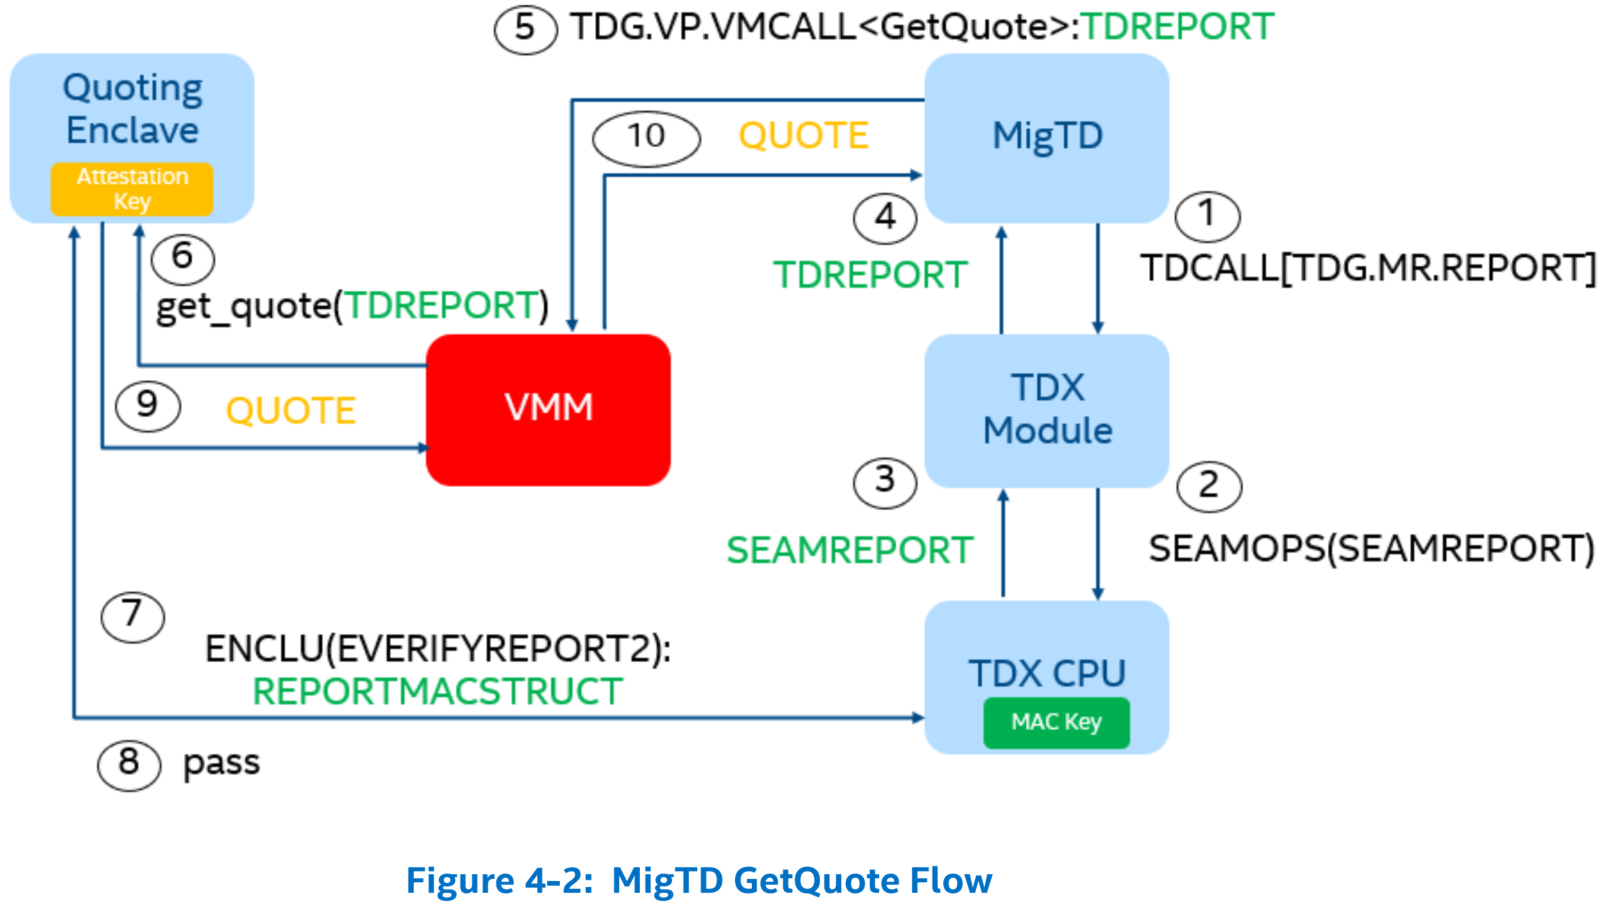 5 TDG.VP.VMCALL<GetQuote>:TDREPORT
Quoting
Enclave
Attestation
Key
10 QUOTE
MigTD
4
TDREPORT
1
TDCALL[TDG.MR.REPORT]
6
get_quote(TDREPORT)
9 QUOTE
VMM
TDX
Module
3
SEAMREPORT
2
SEAMOPS(SEAMREPORT)
7
ENCLU(EVERIFYREPORT2):
REPORTMACSTRUCT
TDX CPU
MAC Key
8 pass
Figure 4-2: MigTD GetQuote Flow